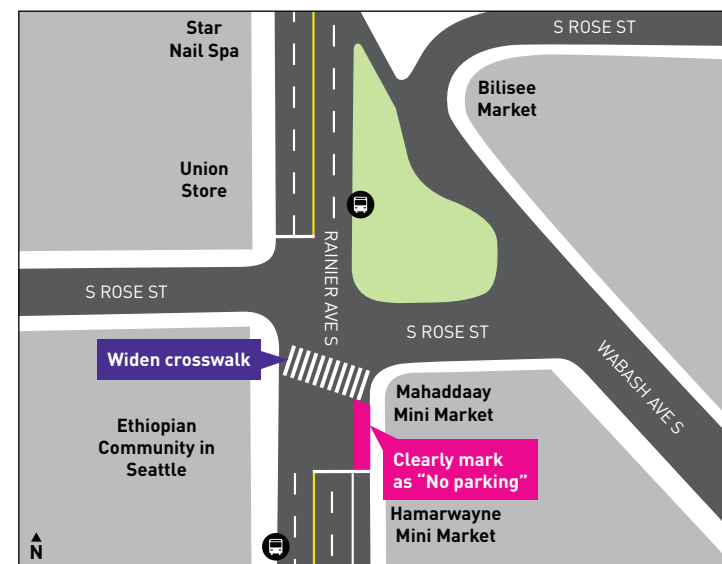 Star
Nail Spa
S ROSE ST
Bilisee
Market
Union
Store
RAINIER AVE S
S ROSE ST
S ROSE ST
WABASH AVE S
Widen crosswalk
Mahaddaay
Mini Market
Ethiopian
Community in
Seattle
Clearly mark
as “No parking”
Hamarwayne
Mini Market
N